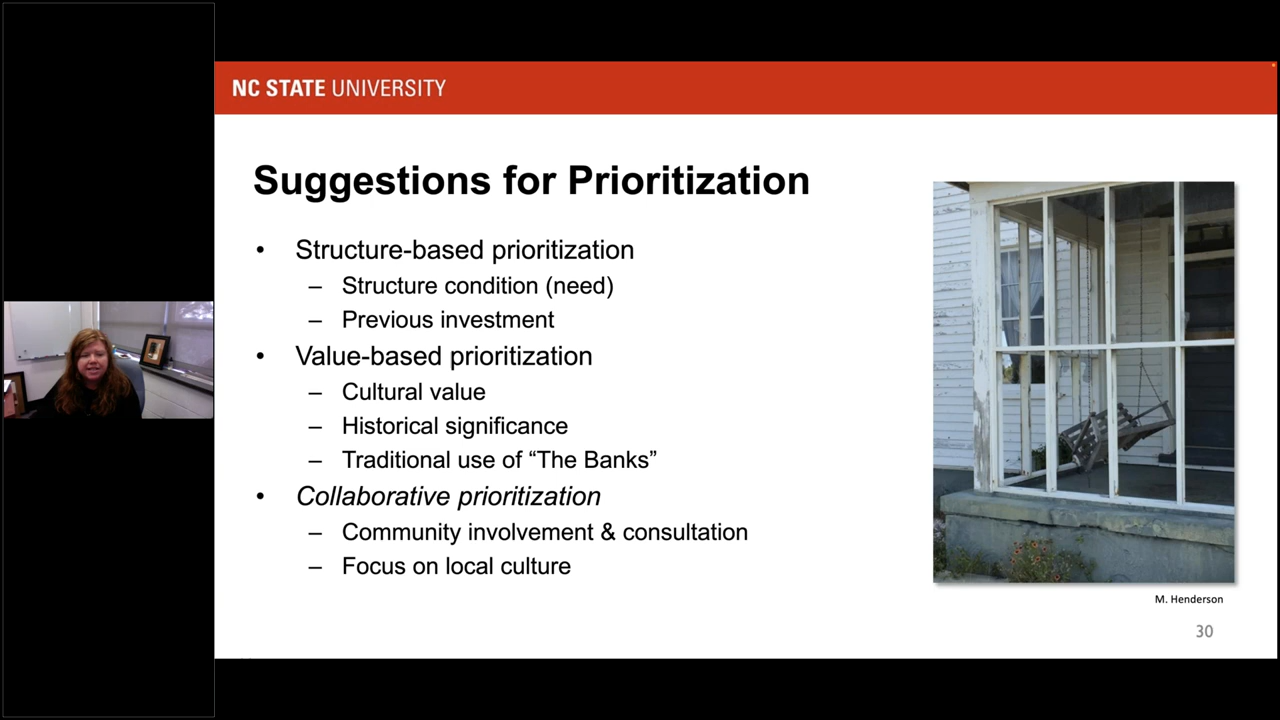 NC STATE UNIVERSITY
Suggestions for Prioritization
• Structure-based prioritization
– Structure condition (need)
– Previous investment
• Value-based prioritization
– Cultural value
– Historical significance
– Traditional use of “The Banks”
• Collaborative prioritization
– Community involvement & consultation
– Focus on local culture
M. Henderson
30